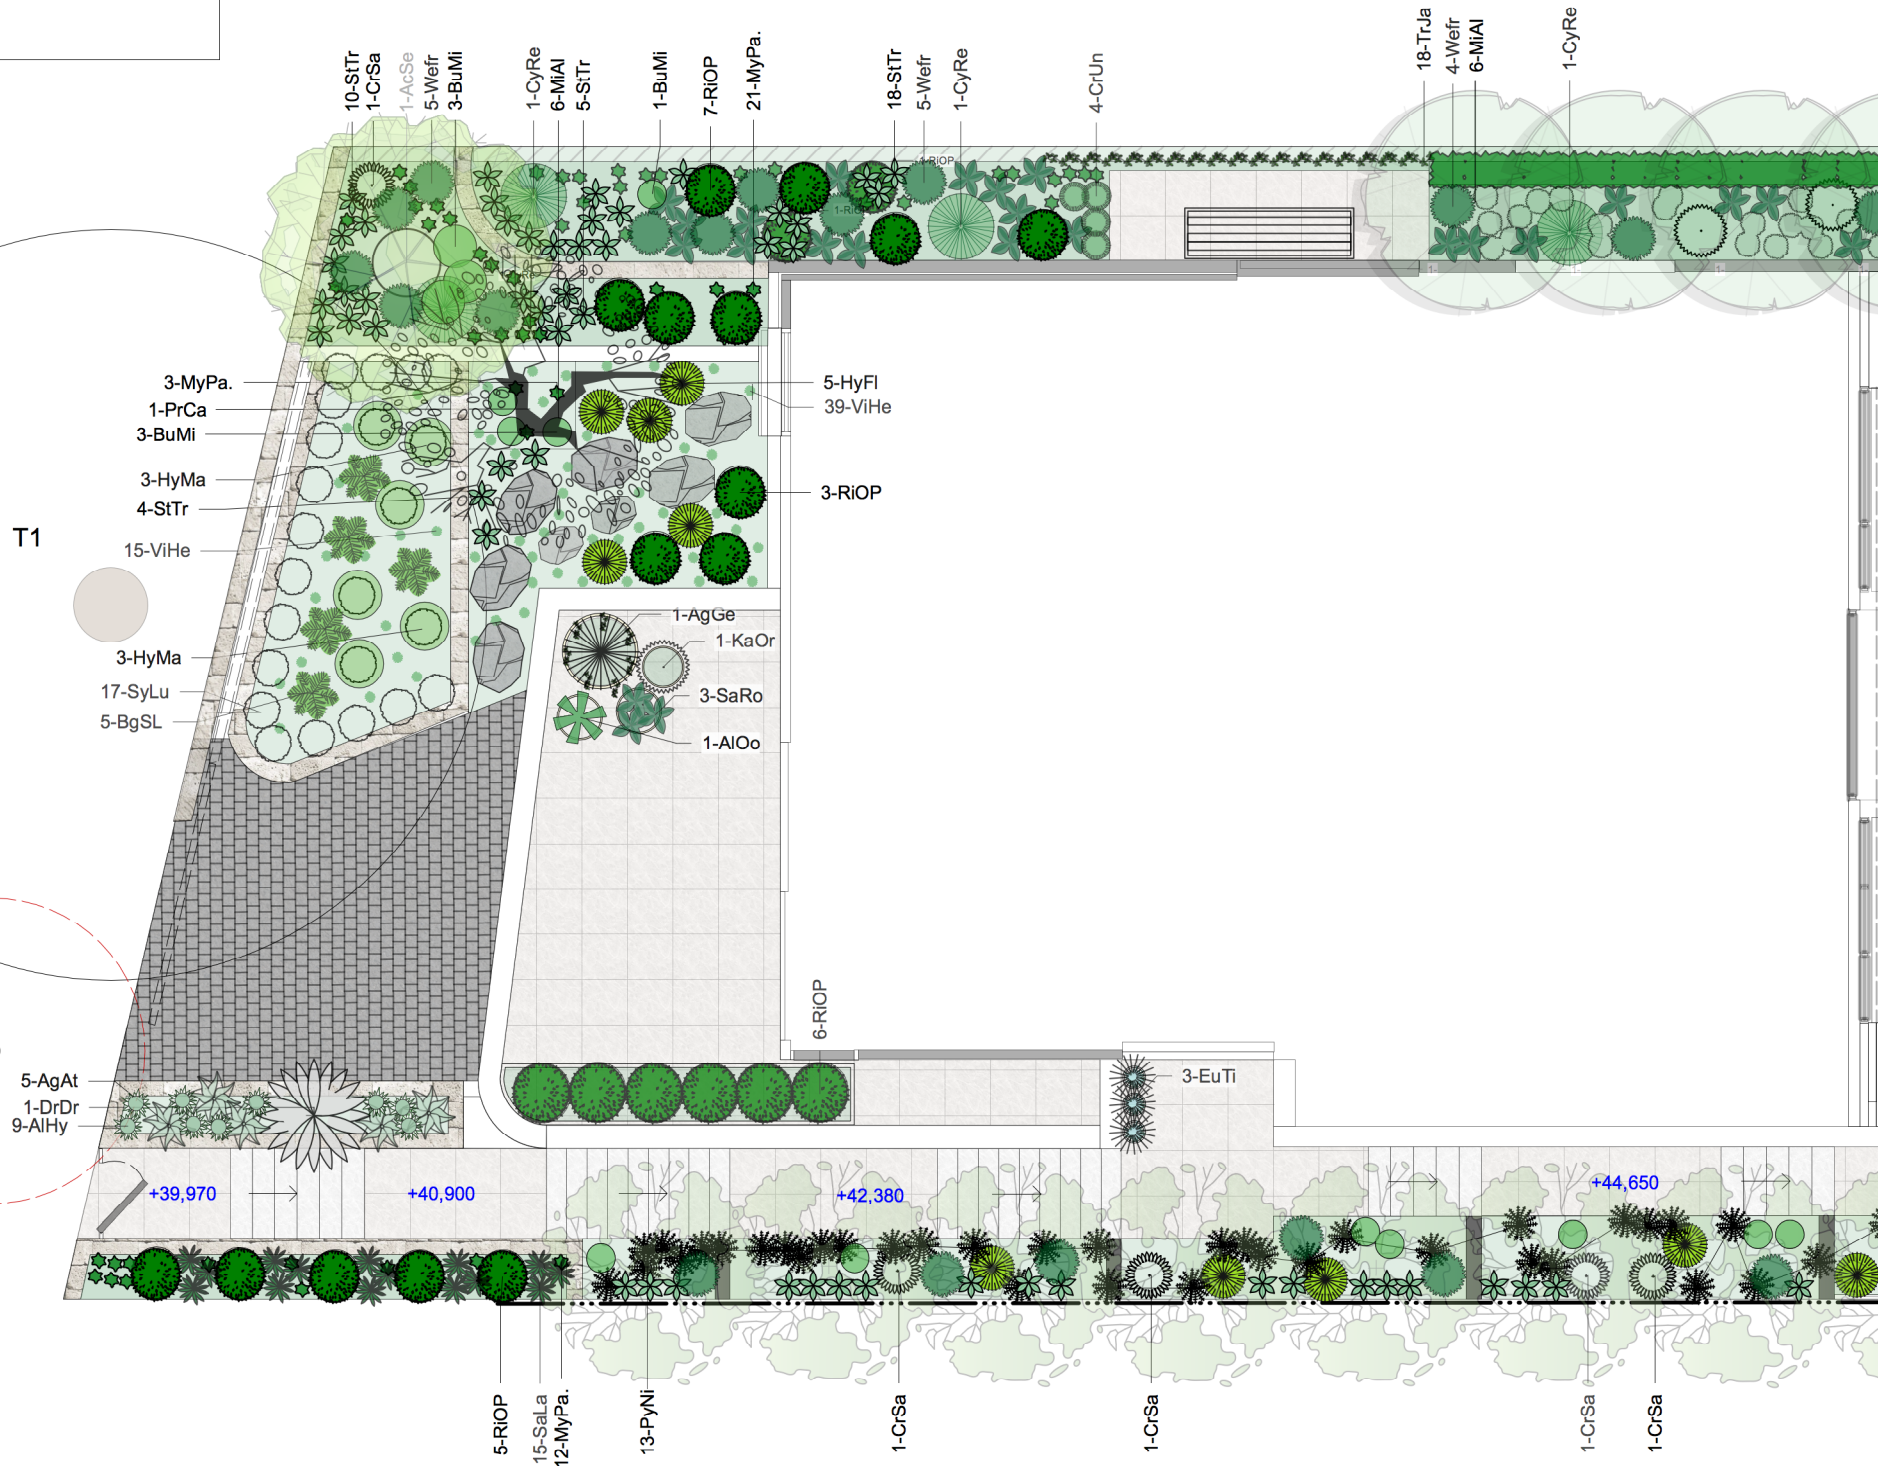 10-StTr
1-CrSa
1-AcSe
5-Wefr
3-BuMi
1-CyRe
6-MiAl
5-StTr
1-BuMi
7-RiOP
21-MyPa.
18-StTr
5-Wefr
1-CyRe
4-CrUn
18-TrJa
4-Wefr
6-MiAl
1-CyRe
1-RiOP
3-MyPa.
1-PrCa
3-BuMi
3-HyMa
4-StTr
15-ViHe
5-HyFl
39-ViHe
3-RiOP
T1
1-AgGe
1-KaOr
3-SaRo
1-AlOo
3-HyMa
17-SyLu
5-BgSL
6-RiOP
5-AgAt
1-DrDr
9-AlHy
3-EuTi
+39,970
+40,900
+42,380
+44,650
5-RiOP
15-SaLa
12-MyPa.
13-PyNi
1-CrSa
1-CrSa
1-CrSa
1-CrSa